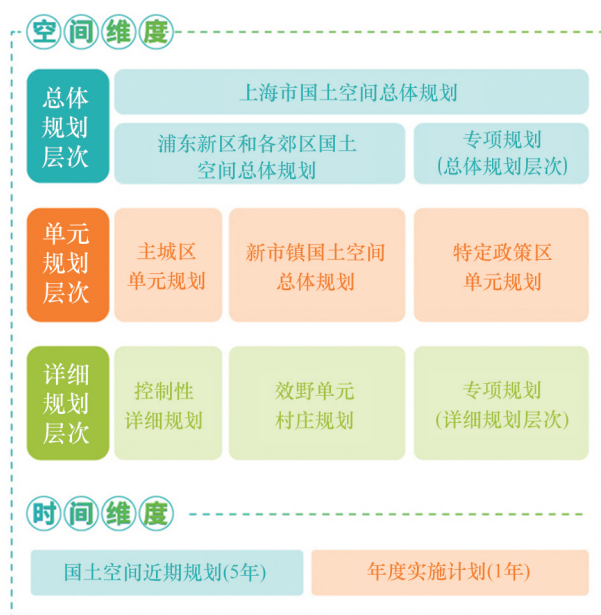 空间维度
总体
规划
层次
上海市国土空间总体规划
浦东新区和各郊区国土
空间总体规划
专项规划
(总体规划层次)
单元
规划
层次
主城区
单元规划
新市镇国土空间
总体规划
特定政策区
单元规划
详细
规划
层次
控制性
详细规划
效野单元
村庄规划
专项规划
(详细规划层次)
时间维度
国土空间近期规划(5年)
年度实施计划(1年)